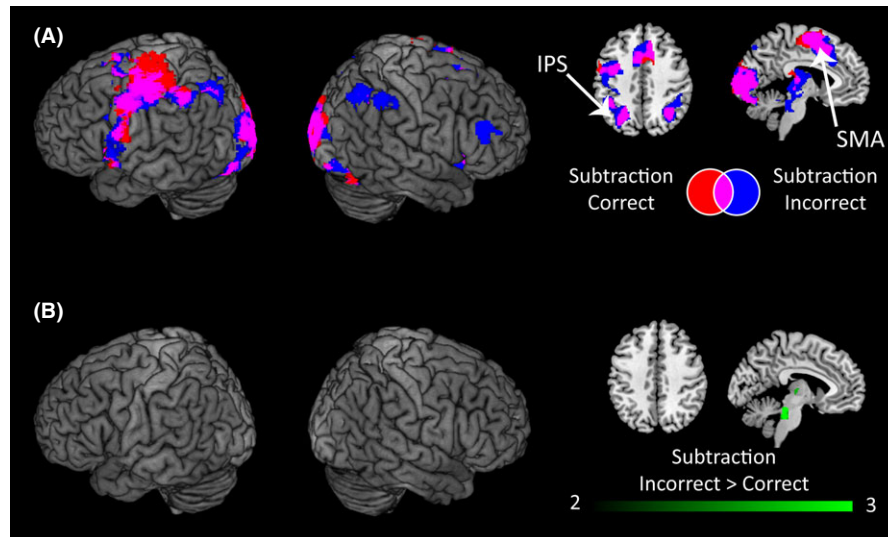 (A)
IPS
SMA
Subtraction
Correct
Subtraction
Incorrect
(B)
Subtraction
Incorrect > Correct
2
3